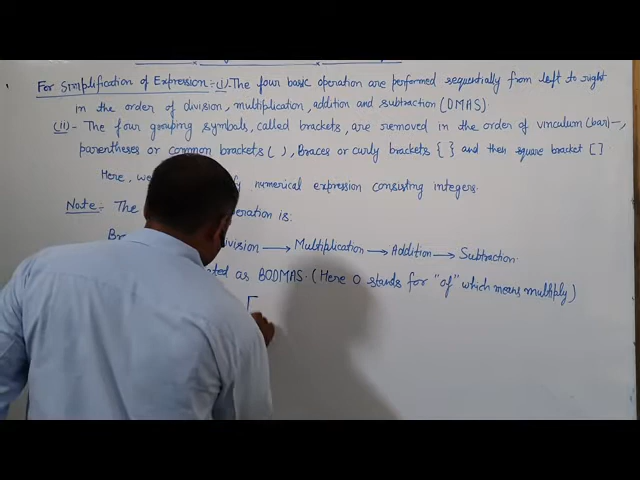 For Simplification of Expression:- (I). The four basic operation are performed sequentially from left to right
in the order of division, multiplication, addition and subtraction (DMAS).
(II)- The four grouping symbols, called brackets, are removed in the order of vinculum (bar)—,
parentheses or common brackets ( ), Braces or curly brackets { } and then square bracket [ ]
Here, we numerical expression consisting integers.
Note:- The eration is:
Br ivision → Multiplication → Addition → Subtraction.
ted as BODMAS. (Here O stands for "of" which means multiply)